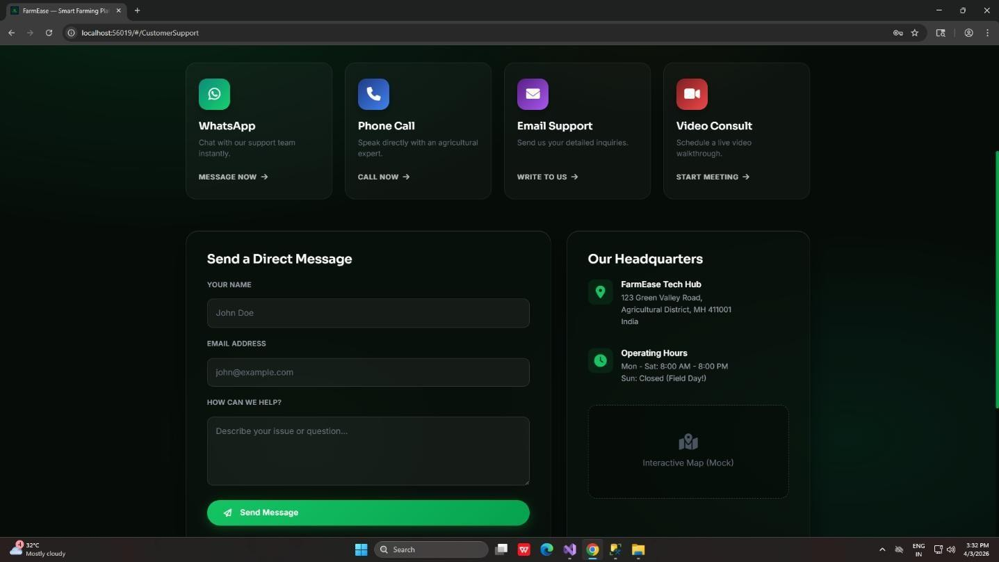 FarmEase — Smart Farming Pla
localhost:56019/#/CustomerSupport
WhatsApp
Chat with our support team
instantly.
MESSAGE NOW →
Phone Call
Speak directly with an agricultural
expert.
CALL NOW →
Email Support
Send us your detailed inquiries.
WRITE TO US →
Video Consult
Schedule a live video
walkthrough.
START MEETING →
Send a Direct Message
YOUR NAME
John Doe
EMAIL ADDRESS
john@example.com
HOW CAN WE HELP?
Describe your issue or question...
Send Message
Our Headquarters
FarmEase Tech Hub
123 Green Valley Road,
Agricultural District, MH 411001
India
Operating Hours
Mon - Sat: 8:00 AM - 8:00 PM
Sun: Closed (Field Day!)
Interactive Map (Mock)
4
32°C
Mostly cloudy
Search
W
ENG
IN
3:32 PM
4/3/2026